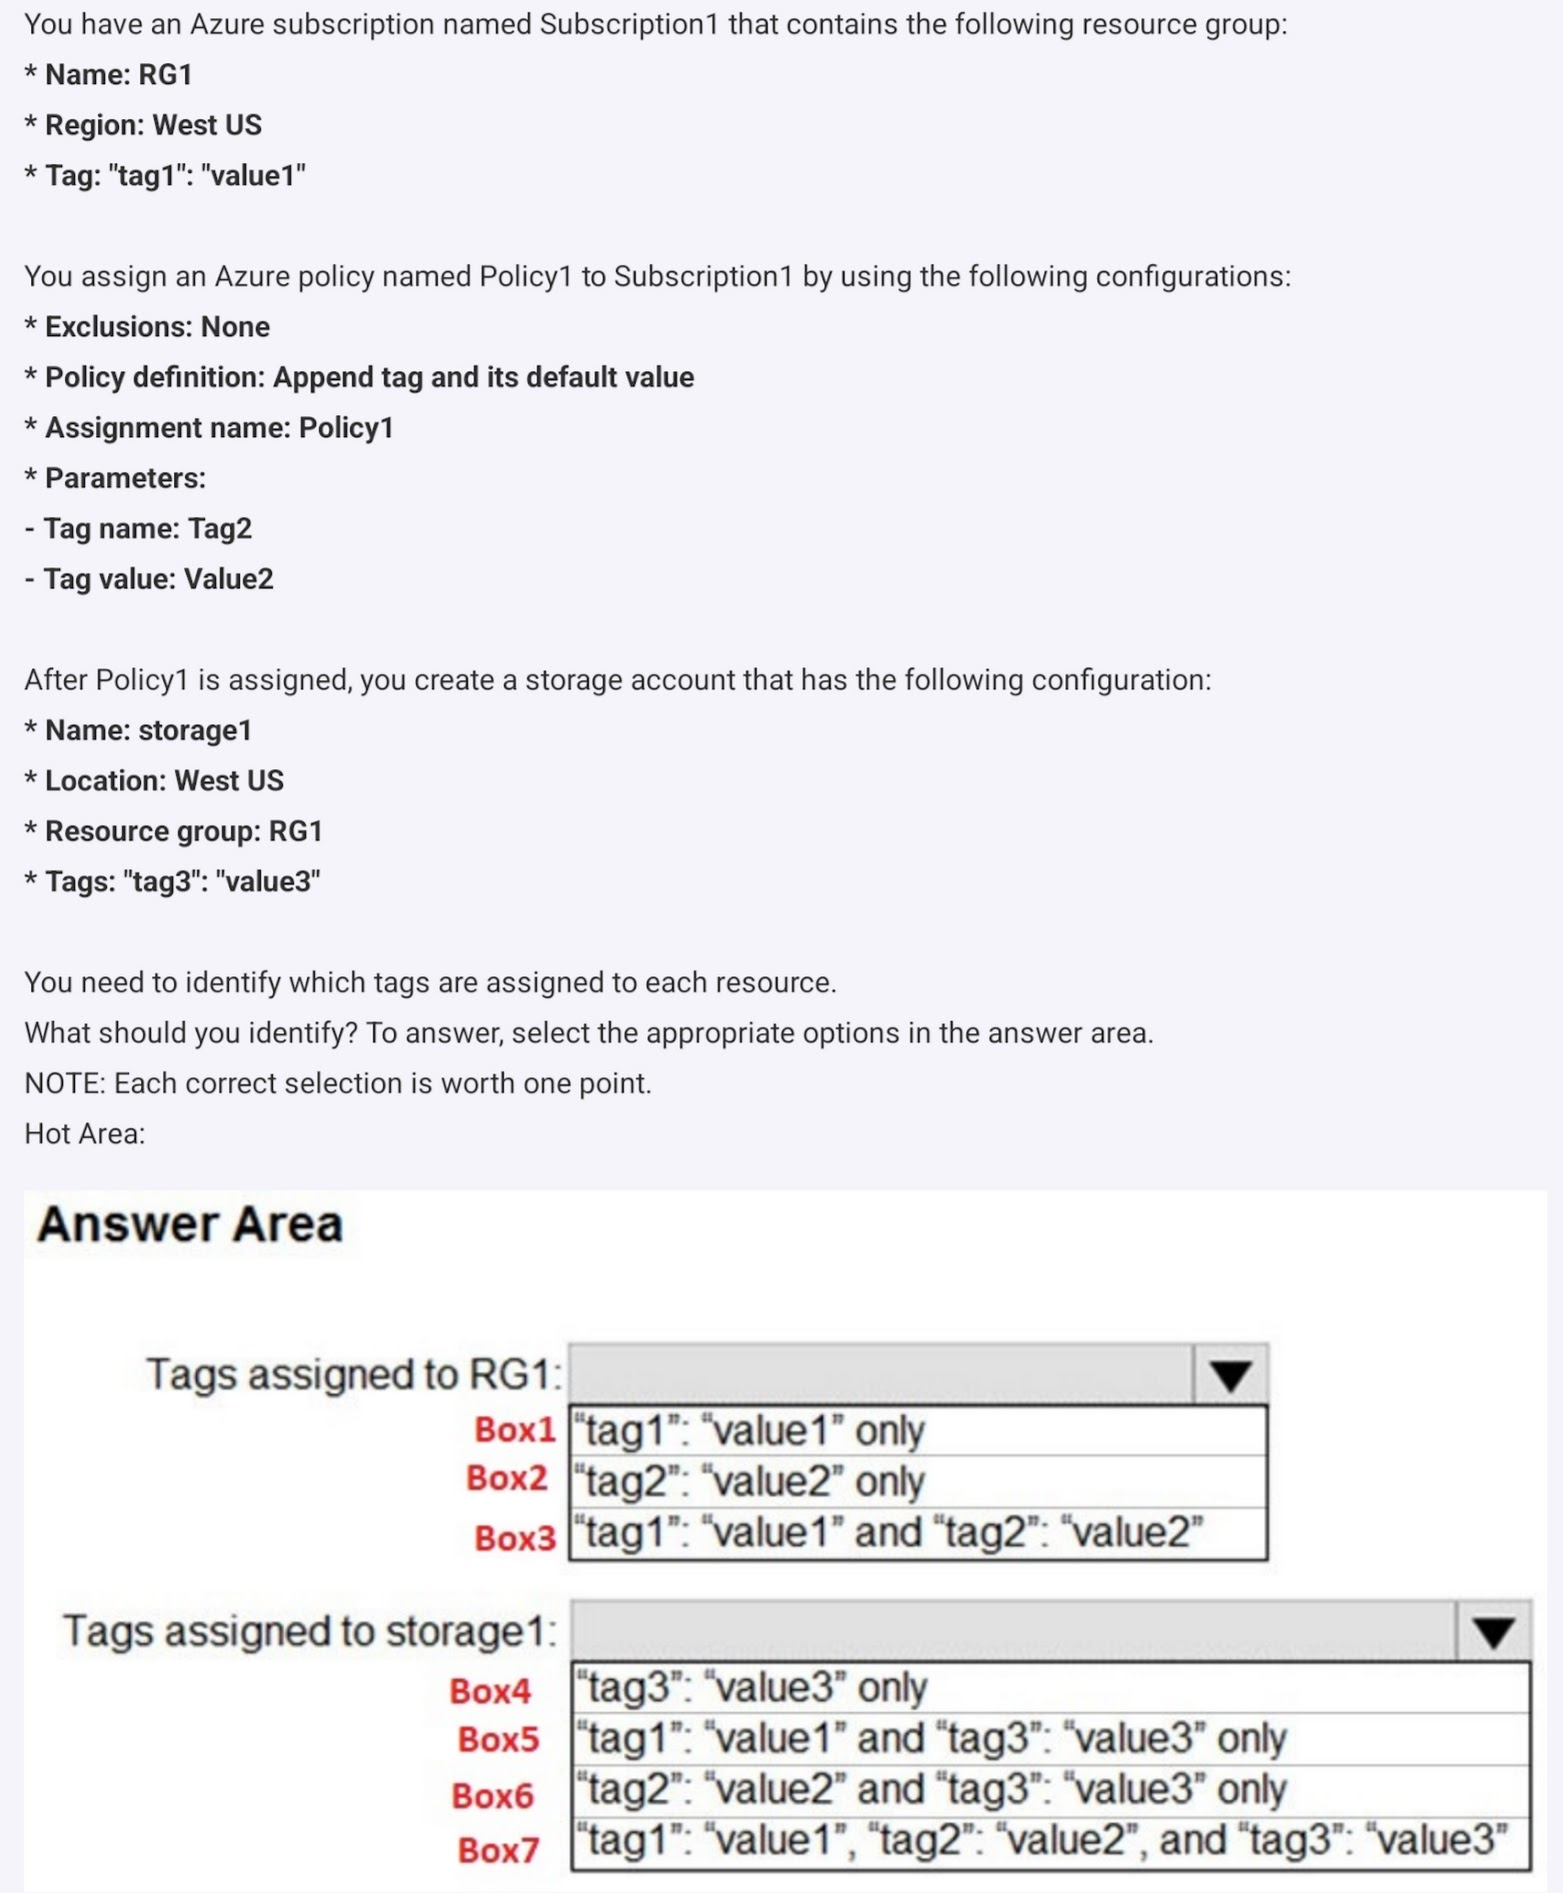 You have an Azure subscription named Subscription1 that contains the following resource group:
* Name: RG1
* Region: West US
* Tag: "tag1": "value1"
You assign an Azure policy named Policy1 to Subscription1 by using the following configurations:
* Exclusions: None
* Policy definition: Append tag and its default value
* Assignment name: Policy1
* Parameters:
- Tag name: Tag2
- Tag value: Value2
After Policy1 is assigned, you create a storage account that has the following configuration:
* Name: storage1
* Location: West US
* Resource group: RG1
* Tags: "tag3": "value3"
You need to identify which tags are assigned to each resource.
What should you identify? To answer, select the appropriate options in the answer area.
NOTE: Each correct selection is worth one point.
Hot Area:
Answer Area
Tags assigned to RG1:
Box1 “tag1”: “value1” only
Box2 “tag2”: “value2” only
Box3 “tag1”: “value1” and “tag2”: “value2”
Tags assigned to storage1:
Box4 “tag3”: “value3” only
Box5 “tag1”: “value1” and “tag3”: “value3” only
Box6 “tag2”: “value2” and “tag3”: “value3” only
Box7 “tag1”: “value1”, “tag2”: “value2”, and “tag3”: “value3”